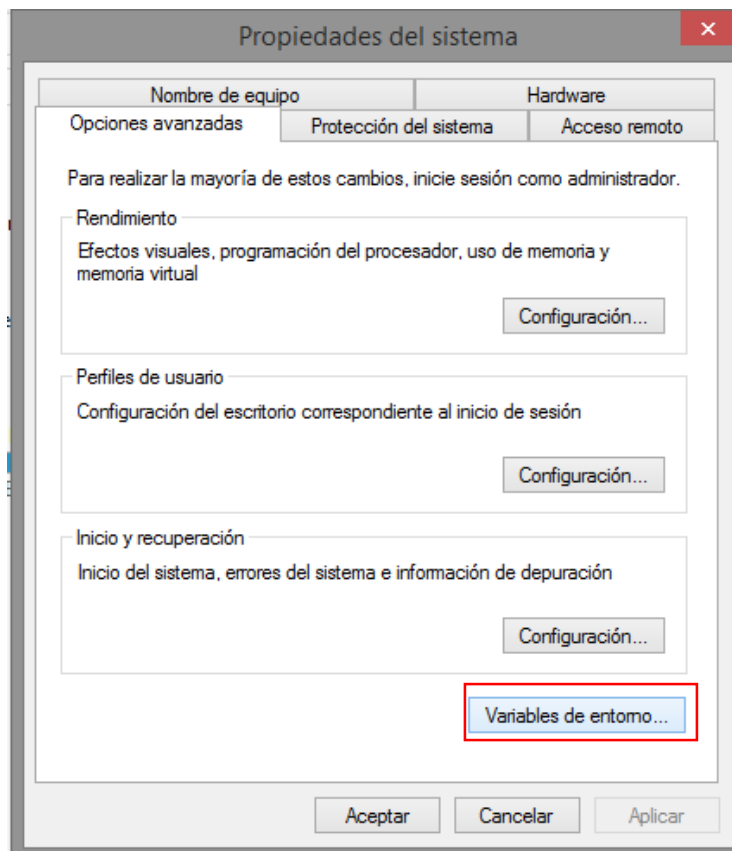 Propiedades del sistema
Nombre de equipo
Hardware
Opciones avanzadas
Protección del sistema
Acceso remoto
Para realizar la mayoría de estos cambios, inicie sesión como administrador.
Rendimiento
Efectos visuales, programación del procesador, uso de memoria y
memoria virtual
Configuración...
Perfiles de usuario
Configuración del escritorio correspondiente al inicio de sesión
Configuración...
Inicio y recuperación
Inicio del sistema, errores del sistema e información de depuración
Configuración...
Variables de entorno...
Aceptar
Cancelar
Aplicar